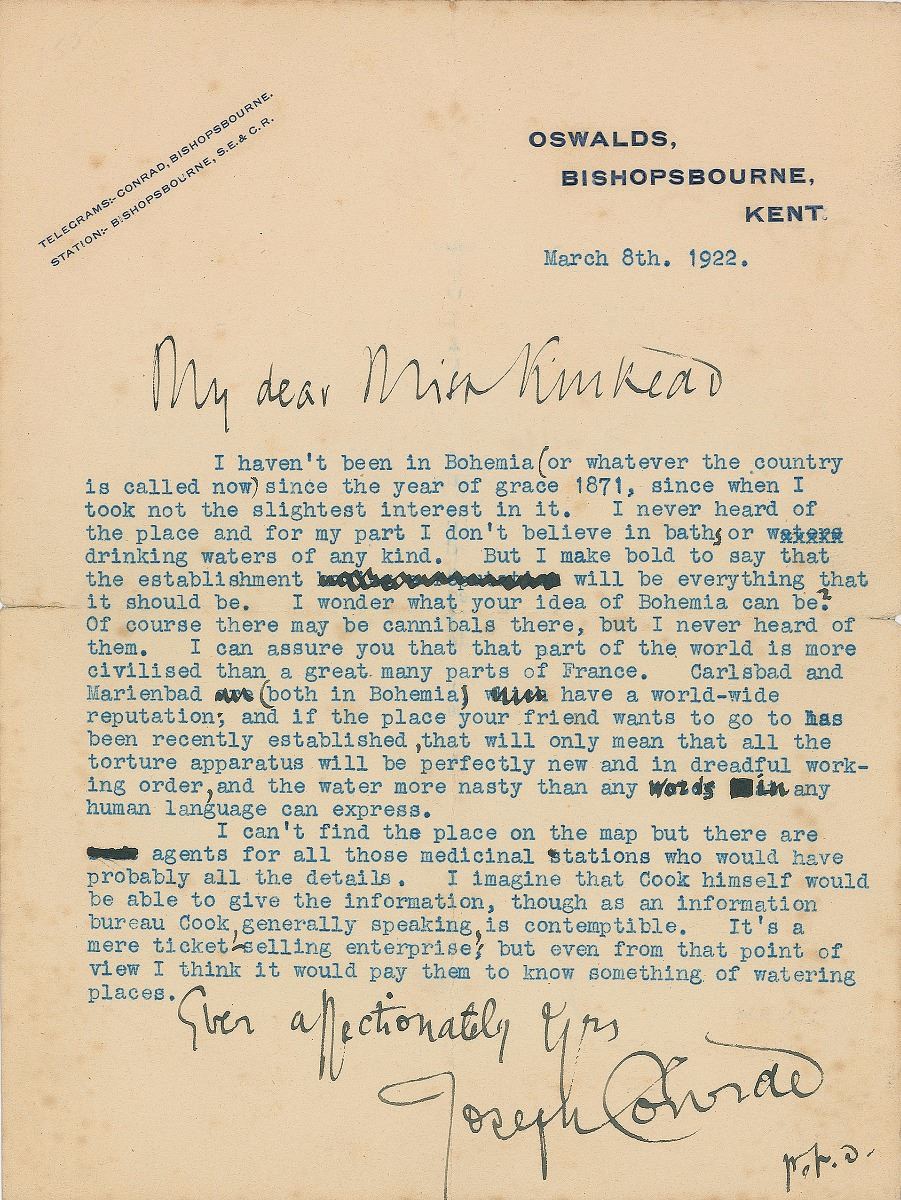 TELEGRAMS:- CONRAD, BISHOPSBOURNE.
STATION:- BISHOPSBOURNE, S.E. & C.R.
OSWALDS,
BISHOPSBOURNE,
KENT.
March 8th. 1922.
My dear Miss Kinkead
I haven't been in Bohemia (or whatever the country
is called now) since the year of grace 1871, since when I
took not the slightest interest in it. I never heard of
the place and for my part I don't believe in baths or waters
drinking waters of any kind. But I make bold to say that
the establishment will be everything that
it should be. I wonder what your idea of Bohemia can be?
Of course there may be cannibals there, but I never heard of
them. I can assure you that that part of the world is more
civilised than a great many parts of France. Carlsbad and
Marienbad are (both in Bohemia) which have a world-wide
reputation; and if the place your friend wants to go to has
been recently established, that will only mean that all the
torture apparatus will be perfectly new and in dreadful work-
ing order, and the water more nasty than any words in any
human language can express.
I can't find the place on the map but there are
agents for all those medicinal stations who would have
probably all the details. I imagine that Cook himself would
be able to give the information, though as an information
bureau Cook, generally speaking, is contemptible. It's a
mere ticket-selling enterprise; but even from that point of
view I think it would pay them to know something of watering
places.
Ever affectionately Yrs
Joseph Conrad
P.T.O.